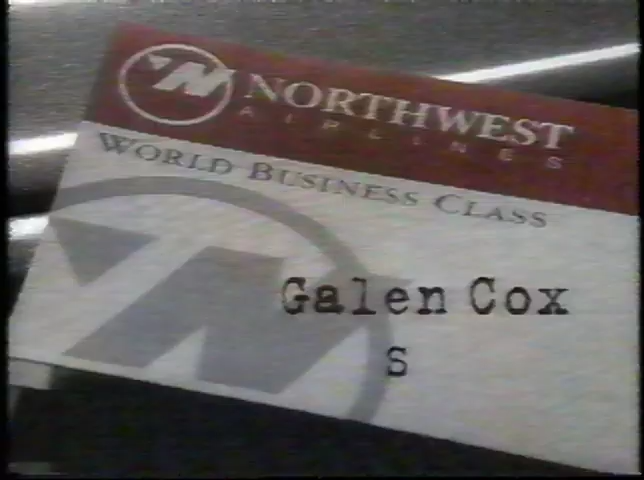 NORTHWEST
AIRLINES
WORLD BUSINESS CLASS
Galen Cox
S